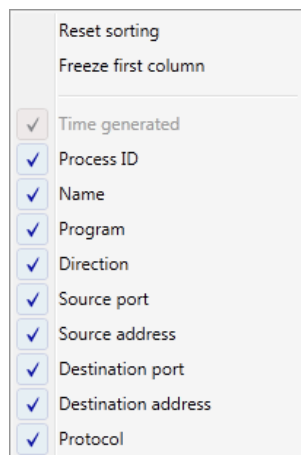 Reset sorting
Freeze first column
Time generated
Process ID
Name
Program
Direction
Source port
Source address
Destination port
Destination address
Protocol